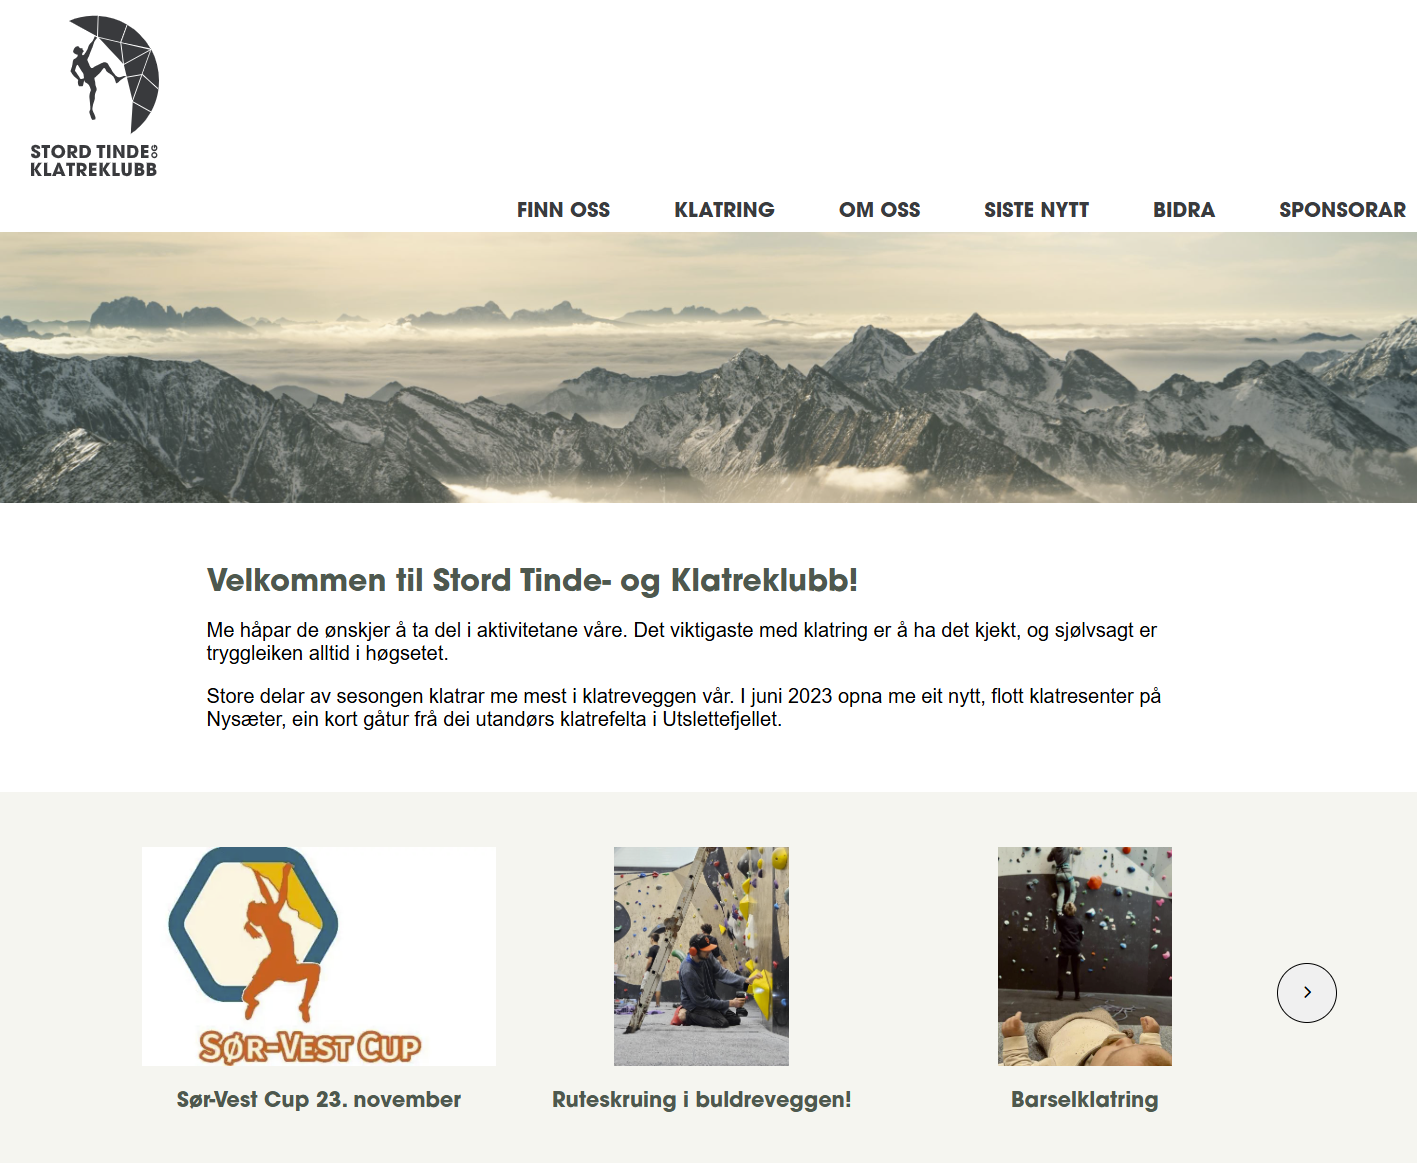 STORD TINDE OG
KLATREKLUBB
FINN OSS KLATRING OM OSS SISTE NYTT BIDRA SPONSORAR
Velkommen til Stord Tinde- og Klatreklubb!
Me håpar de ønskjer å ta del i aktivitetane våre. Det viktigaste med klatring er å ha det kjekt, og sjølvsagt er
tryggleiken alltid i høgsetet.
Store delar av sesongen klatrar me mest i klatreveggen vår. I juni 2023 opna me eit nytt, flott klatresenter på
Nysæter, ein kort gåtur frå dei utandørs klatrefelta i Utslettefjellet.
SØR-VEST CUP
Sør-Vest Cup 23. november
Ruteskruing i buldreveggen!
Barselklatring